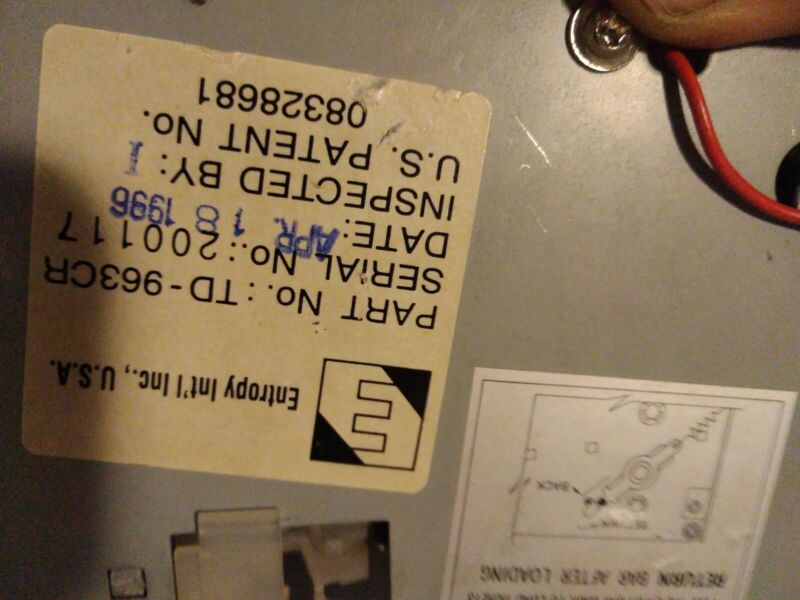 Entropy Int'l Inc., U.S.A.
PART No.: TD-963CR
SERIAL No.: 200117
DATE: APR. 18 1996
INSPECTED BY: I
U.S. PATENT No.
08328681
RETURN
BACK
RETURN BAR AFTER LOADING